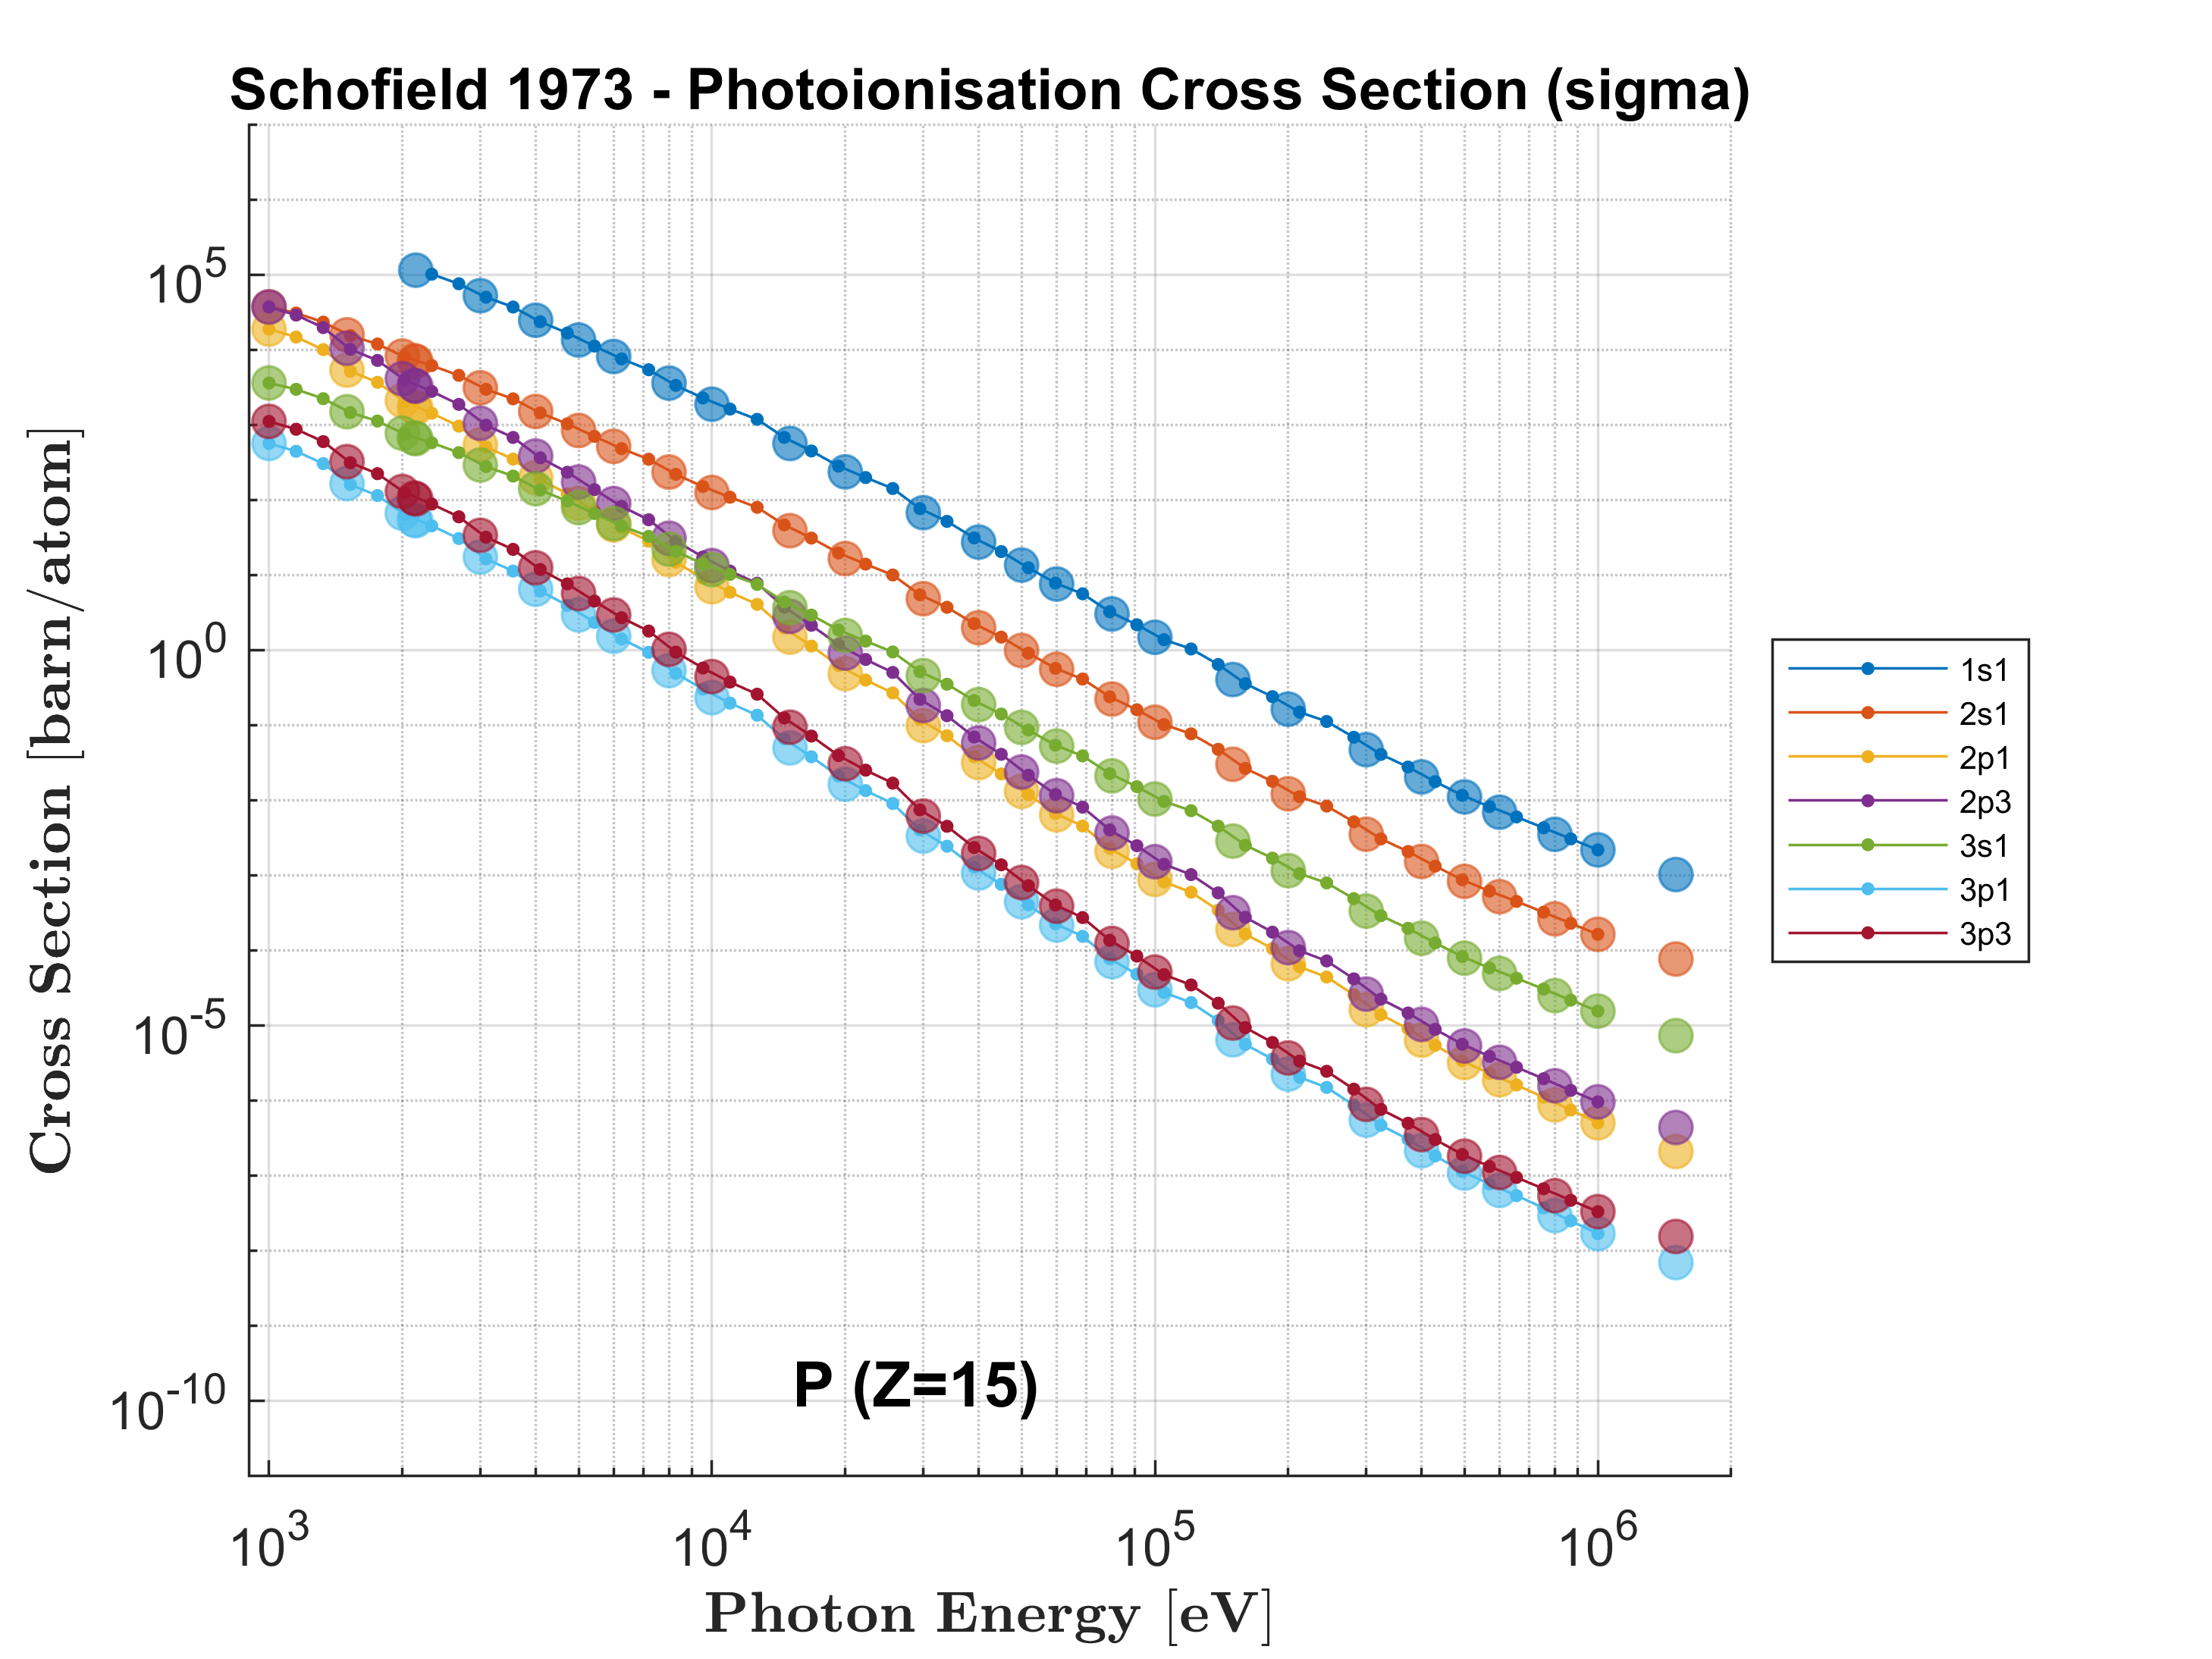 Schofield 1973 - Photoionisation Cross Section (sigma)
Cross Section [barn/atom]
10^5
10^0
10^-5
10^-10
P (Z=15)
10^3
10^4
10^5
10^6
Photon Energy [eV]
1s1
2s1
2p1
2p3
3s1
3p1
3p3